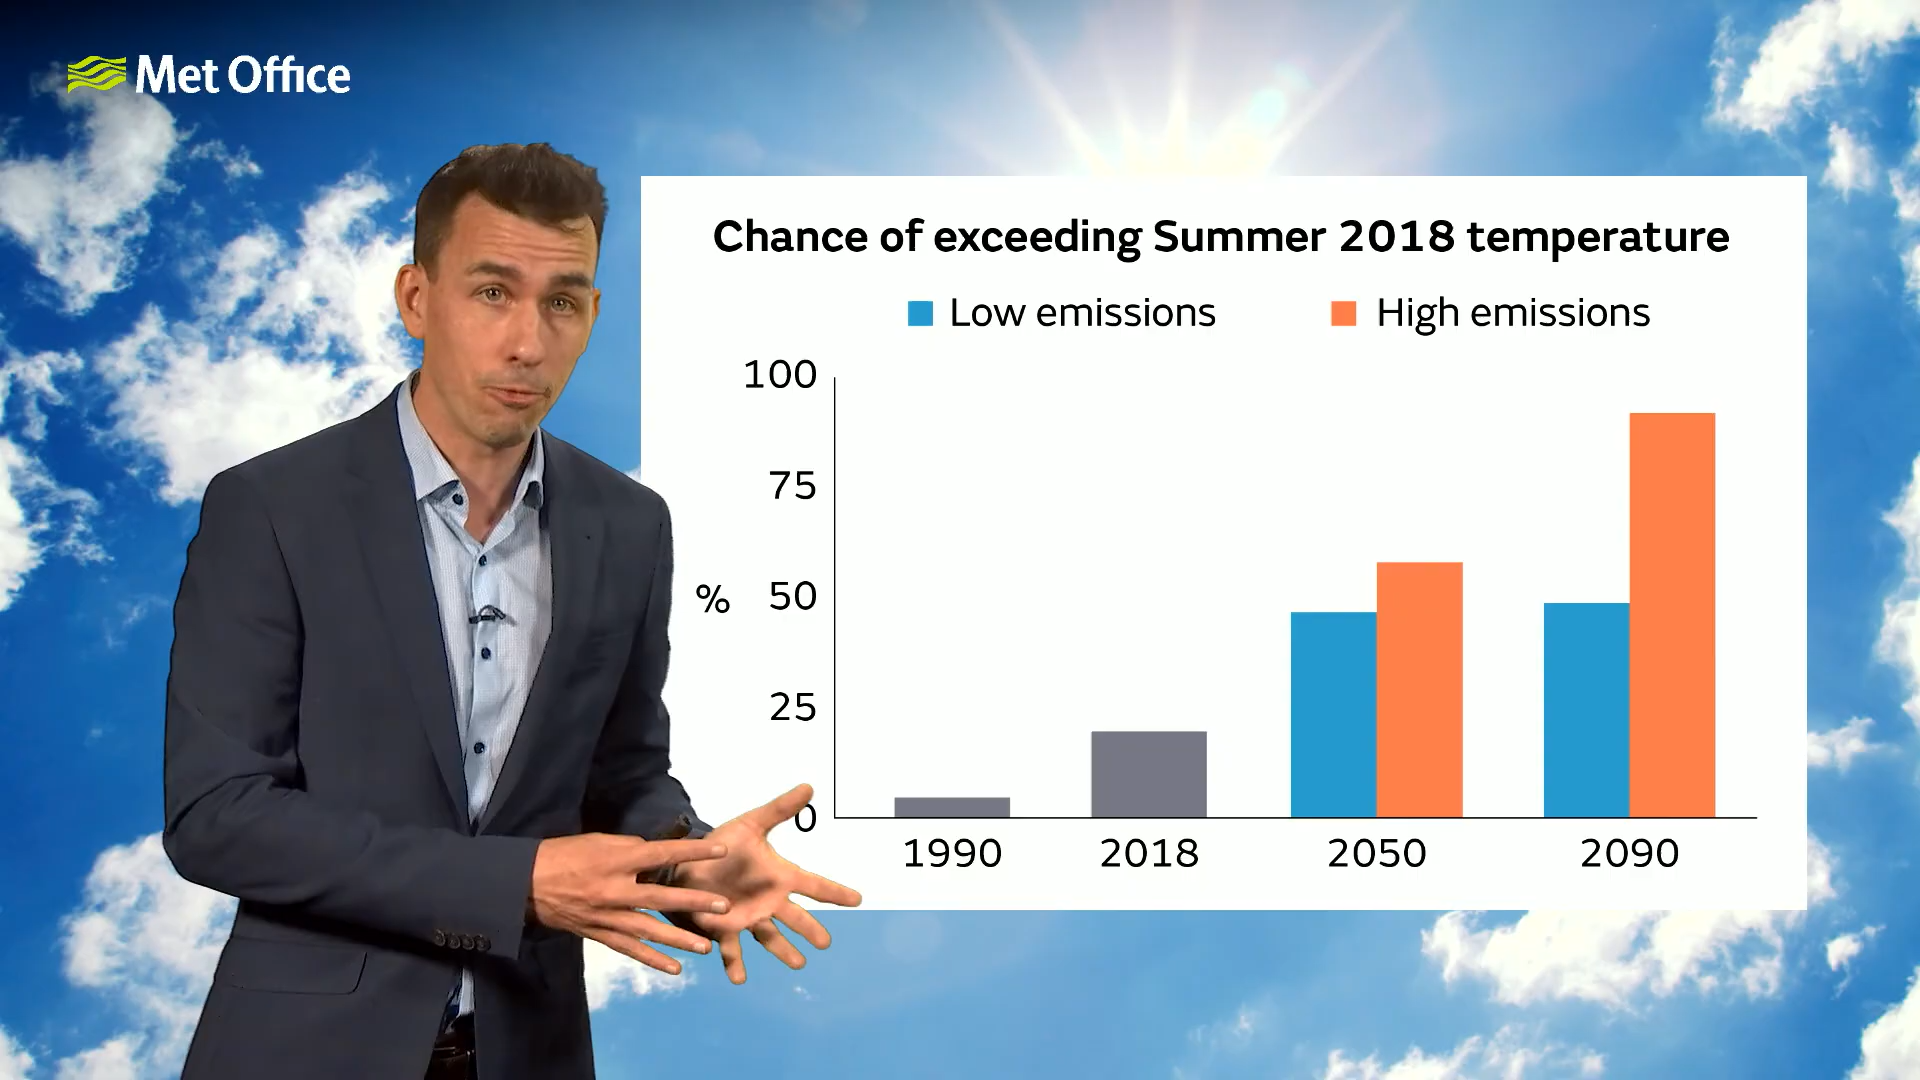 Met Office
Chance of exceeding Summer 2018 temperature
Low emissions High emissions
100
75
% 50
25
0
1990 2018 2050 2090